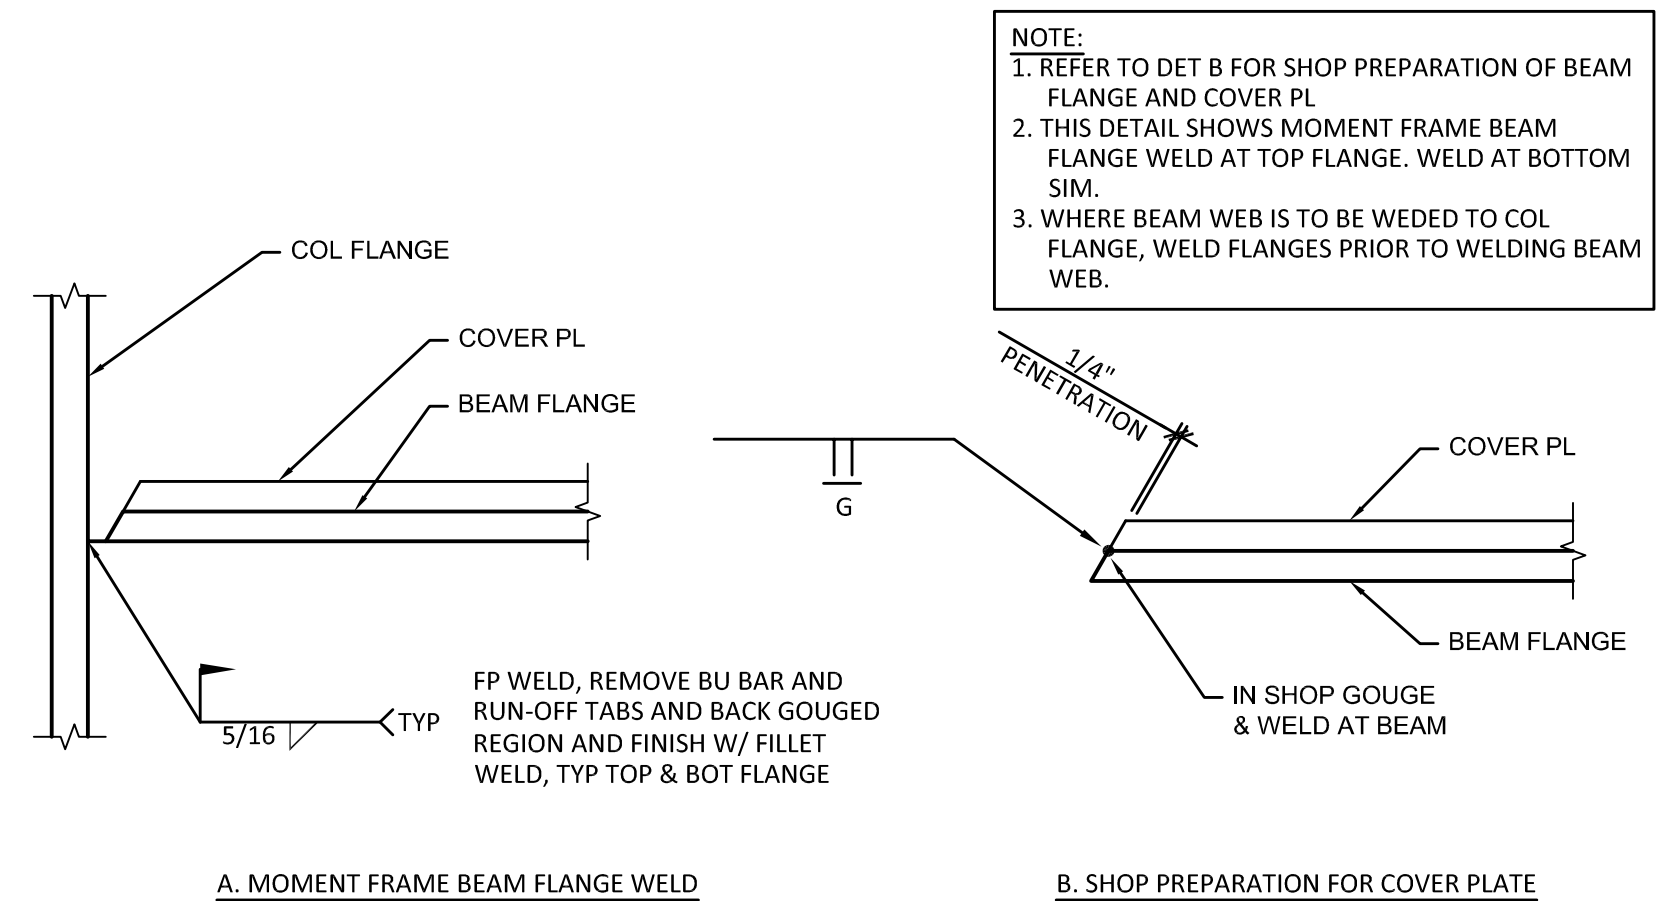 NOTE:
1. REFER TO DET B FOR SHOP PREPARATION OF BEAM
FLANGE AND COVER PL
2. THIS DETAIL SHOWS MOMENT FRAME BEAM
FLANGE WELD AT TOP FLANGE. WELD AT BOTTOM
SIM.
3. WHERE BEAM WEB IS TO BE WEDED TO COL
FLANGE, WELD FLANGES PRIOR TO WELDING BEAM
WEB.
COL FLANGE
COVER PL
BEAM FLANGE
5/16
TYP
FP WELD, REMOVE BU BAR AND
RUN-OFF TABS AND BACK GOUGED
REGION AND FINISH W/ FILLET
WELD, TYP TOP & BOT FLANGE
A. MOMENT FRAME BEAM FLANGE WELD
1/4"
PENETRATION
G
COVER PL
BEAM FLANGE
IN SHOP GOUGE
& WELD AT BEAM
B. SHOP PREPARATION FOR COVER PLATE